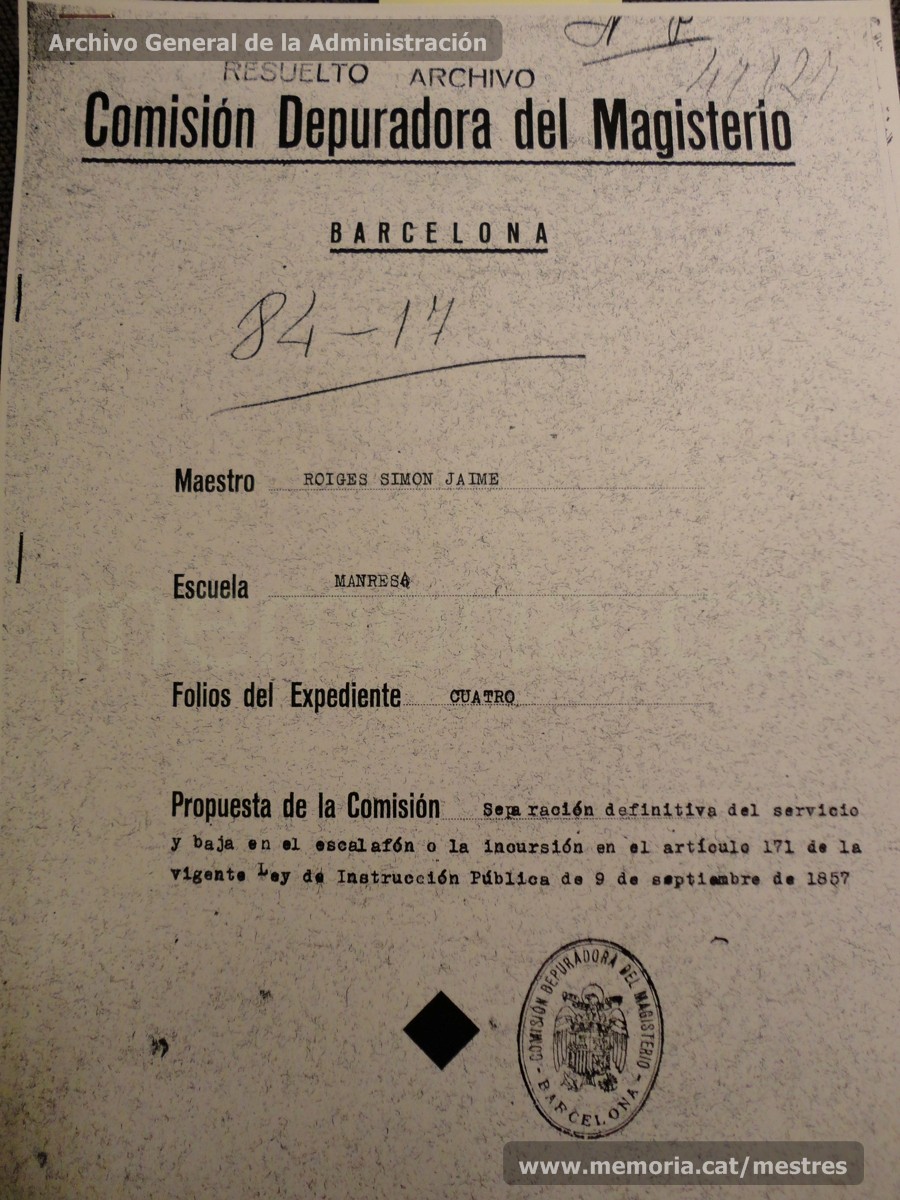 Archivo General de la Administración
N O
47127
RESUELTO ARCHIVO
Comisión Depuradora del Magisterio
BARCELONA
84-17
Maestro ROIGES SIMON JAIME
Escuela MANRESA
Folios del Expediente CUATRO
Propuesta de la Comisión Separación definitiva del servicio
y baja en el escalafón o la incursión en el artículo 171 de la
vigente Ley de Instrucción Pública de 9 de septiembre de 1857
COMISIÓN DEPURADORA DEL MAGISTERIO
- BARCELONA -
www.memoria.cat/mestres